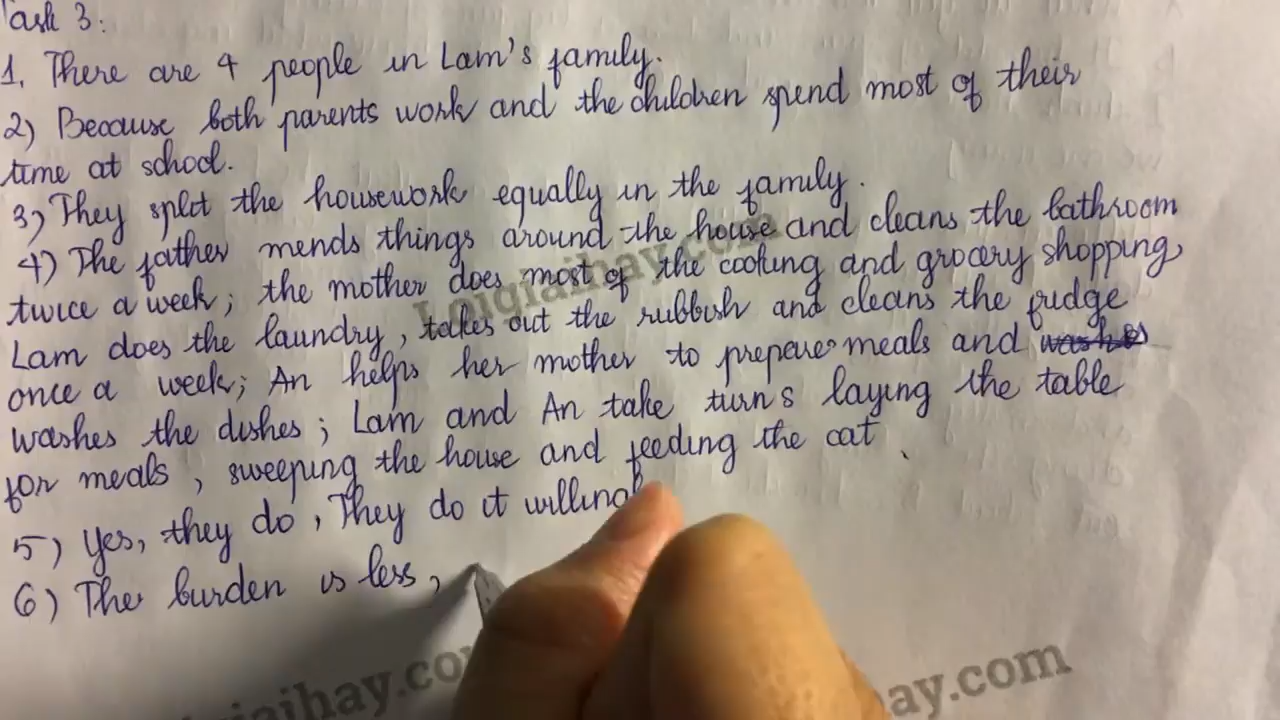 Task 3:
1. There are 4 people in Lam's family.
2) Because both parents work and the children spend most of their
time at school.
3) They split the housework equally in the family.
4) The father mends things around the house and cleans the bathroom
twice a week; the mother does most of the cooking and grocery shopping,
Lam does the laundry, takes out the rubbish and cleans the fridge
once a week; An helps her mother to prepare meals and
washes the dishes; Lam and An take turns laying the table
for meals, sweeping the house and feeding the cat.
5) Yes, they do, They do it
6) The burden is less,
Loigiaihay.com